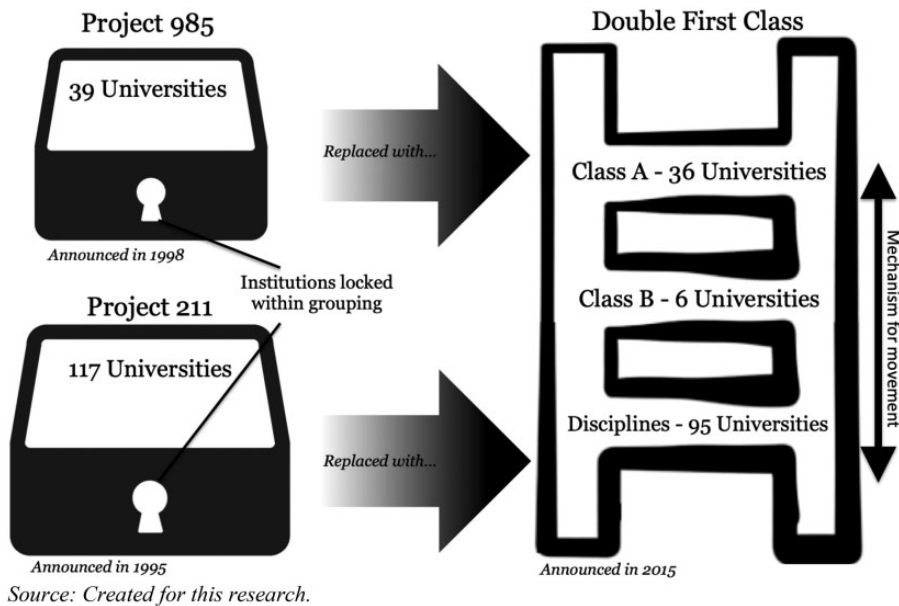 Project 985
39 Universities
Announced in 1998
Project 211
117 Universities
Announced in 1995
Institutions locked
within grouping
Replaced with...
Replaced with...
Double First Class
Class A - 36 Universities
Class B - 6 Universities
Disciplines - 95 Universities
Mechanism for movement
Announced in 2015
Source: Created for this research.